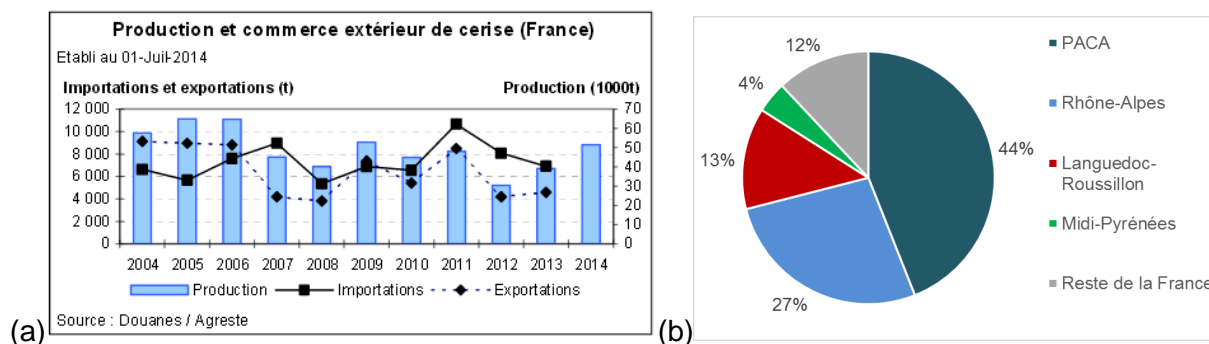 Production et commerce extérieur de cerise (France)
Etabli au 01-Juil-2014
Importations et exportations (t)
Production (1000t)
12 000
10 000
8 000
6 000
4 000
2 000
0
70
60
50
40
30
20
10
0
2004 2005 2006 2007 2008 2009 2010 2011 2012 2013 2014
Production Importations Exportations
Source : Douanes / Agreste
(a)
12%
4%
13%
27%
44%
PACA
Rhône-Alpes
Languedoc-
Roussillon
Midi-Pyrénées
Reste de la France
(b)